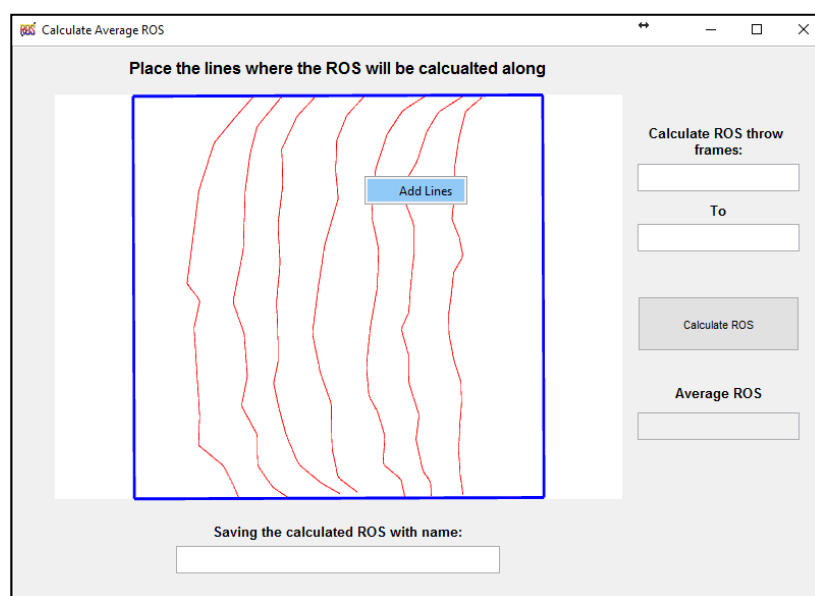 Calculate Average ROS
Place the lines where the ROS will be calcualted along
Add Lines
Calculate ROS throw
frames:
To
Calculate ROS
Average ROS
Saving the calculated ROS with name: